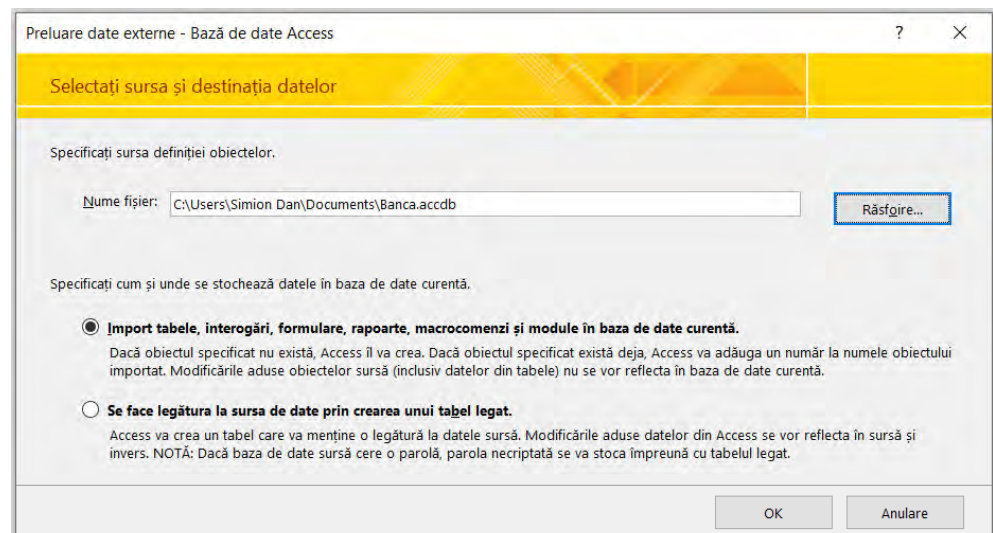 Preluare date externe - Bază de date Access
?
Selectați sursa și destinația datelor
Specificați sursa definiției obiectelor.
Nume fișier: C:\Users\Simion Dan\Documents\Banca.accdb
Răsfoire...
Specificați cum și unde se stochează datele în baza de date curentă.
Import tabele, interogări, formulare, rapoarte, macrocomenzi și module în baza de date curentă.
Dacă obiectul specificat nu există, Access îl va crea. Dacă obiectul specificat există deja, Access va adăuga un număr la numele obiectului
importat. Modificările aduse obiectelor sursă (inclusiv datelor din tabele) nu se vor reflecta în baza de date curentă.
Se face legătura la sursa de date prin crearea unui tabel legat.
Access va crea un tabel care va menține o legătură la datele sursă. Modificările aduse datelor din Access se vor reflecta în sursă și
invers. NOTĂ: Dacă baza de date sursă cere o parolă, parola necriptată se va stoca împreună cu tabelul legat.
OK Anulare